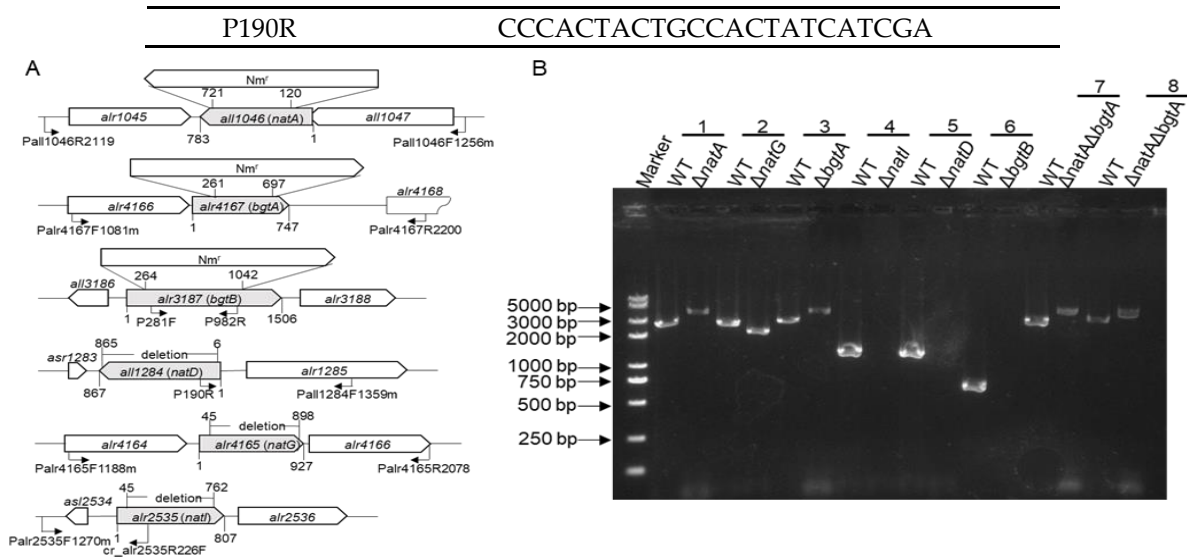 P190R CCCACTACTGCCACTATCATCGA
A
Nmʳ
721 120
alr1045 all1046 (natA) all1047
Pall1046R2119 783 1 Pall1046F1256m
Nmʳ
261 697
alr4166 alr4167 (bgtA) alr4168
Palr4167F1081m 1 747 Palr4167R2200
Nmʳ
264 1042
all3186 alr3187 (bgtB) alr3188
1 P281F P982R 1506
865 deletion 6
asr1283 all1284 (natD) alr1285
867 P190R 1 Pall1284F1359m
45 deletion 898
alr4164 alr4165 (natG) alr4166
Palr4165F1188m 1 927 Palr4165R2078
45 deletion 762
asl2534 alr2535 (natI) alr2536
Palr2535F1270m 1 807
cr_alr2535R226F
B
1 2 3 4 5 6 7 8
Marker WT ΔnatA WT ΔnatG WT ΔbgtA WT ΔnatI WT ΔnatD WT ΔbgtB WT ΔnatAΔbgtA WT ΔnatAΔbgtA
5000 bp
3000 bp
2000 bp
1000 bp
750 bp
500 bp
250 bp